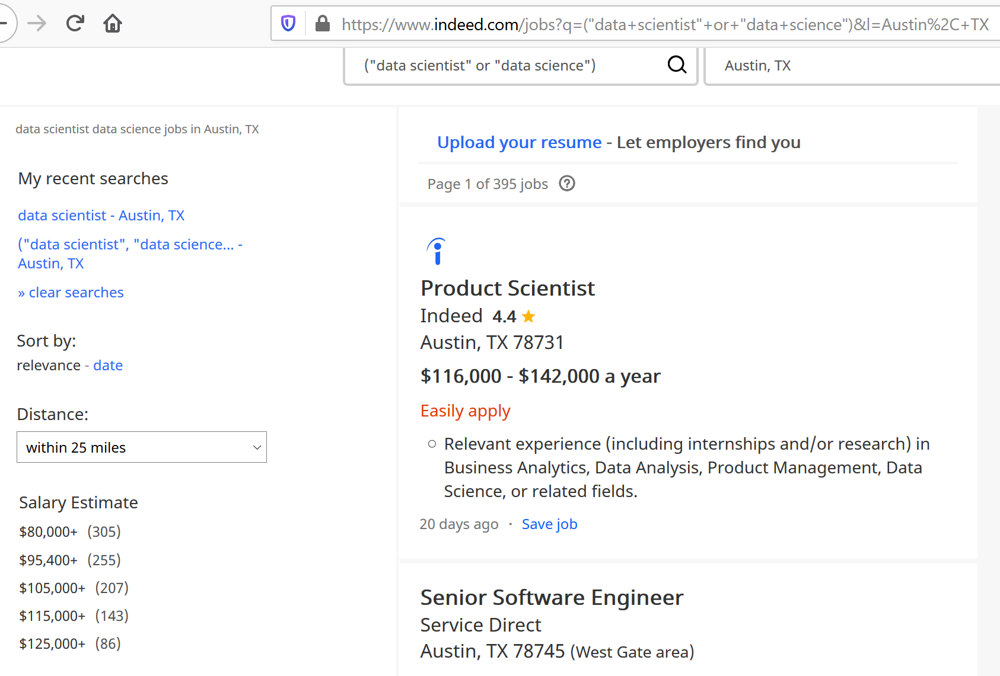 https://www.indeed.com/jobs?q=("data+scientist"+or+"data+science")&l=Austin%2C+TX
("data scientist" or "data science")
Austin, TX
data scientist data science jobs in Austin, TX
My recent searches
data scientist - Austin, TX
("data scientist", "data science... -
Austin, TX
» clear searches
Sort by:
relevance - date
Distance:
within 25 miles
Salary Estimate
$80,000+ (305)
$95,400+ (255)
$105,000+ (207)
$115,000+ (143)
$125,000+ (86)
Upload your resume - Let employers find you
Page 1 of 395 jobs ?
Product Scientist
Indeed 4.4
Austin, TX 78731
$116,000 - $142,000 a year
Easily apply
Relevant experience (including internships and/or research) in
Business Analytics, Data Analysis, Product Management, Data
Science, or related fields.
20 days ago · Save job
Senior Software Engineer
Service Direct
Austin, TX 78745 (West Gate area)